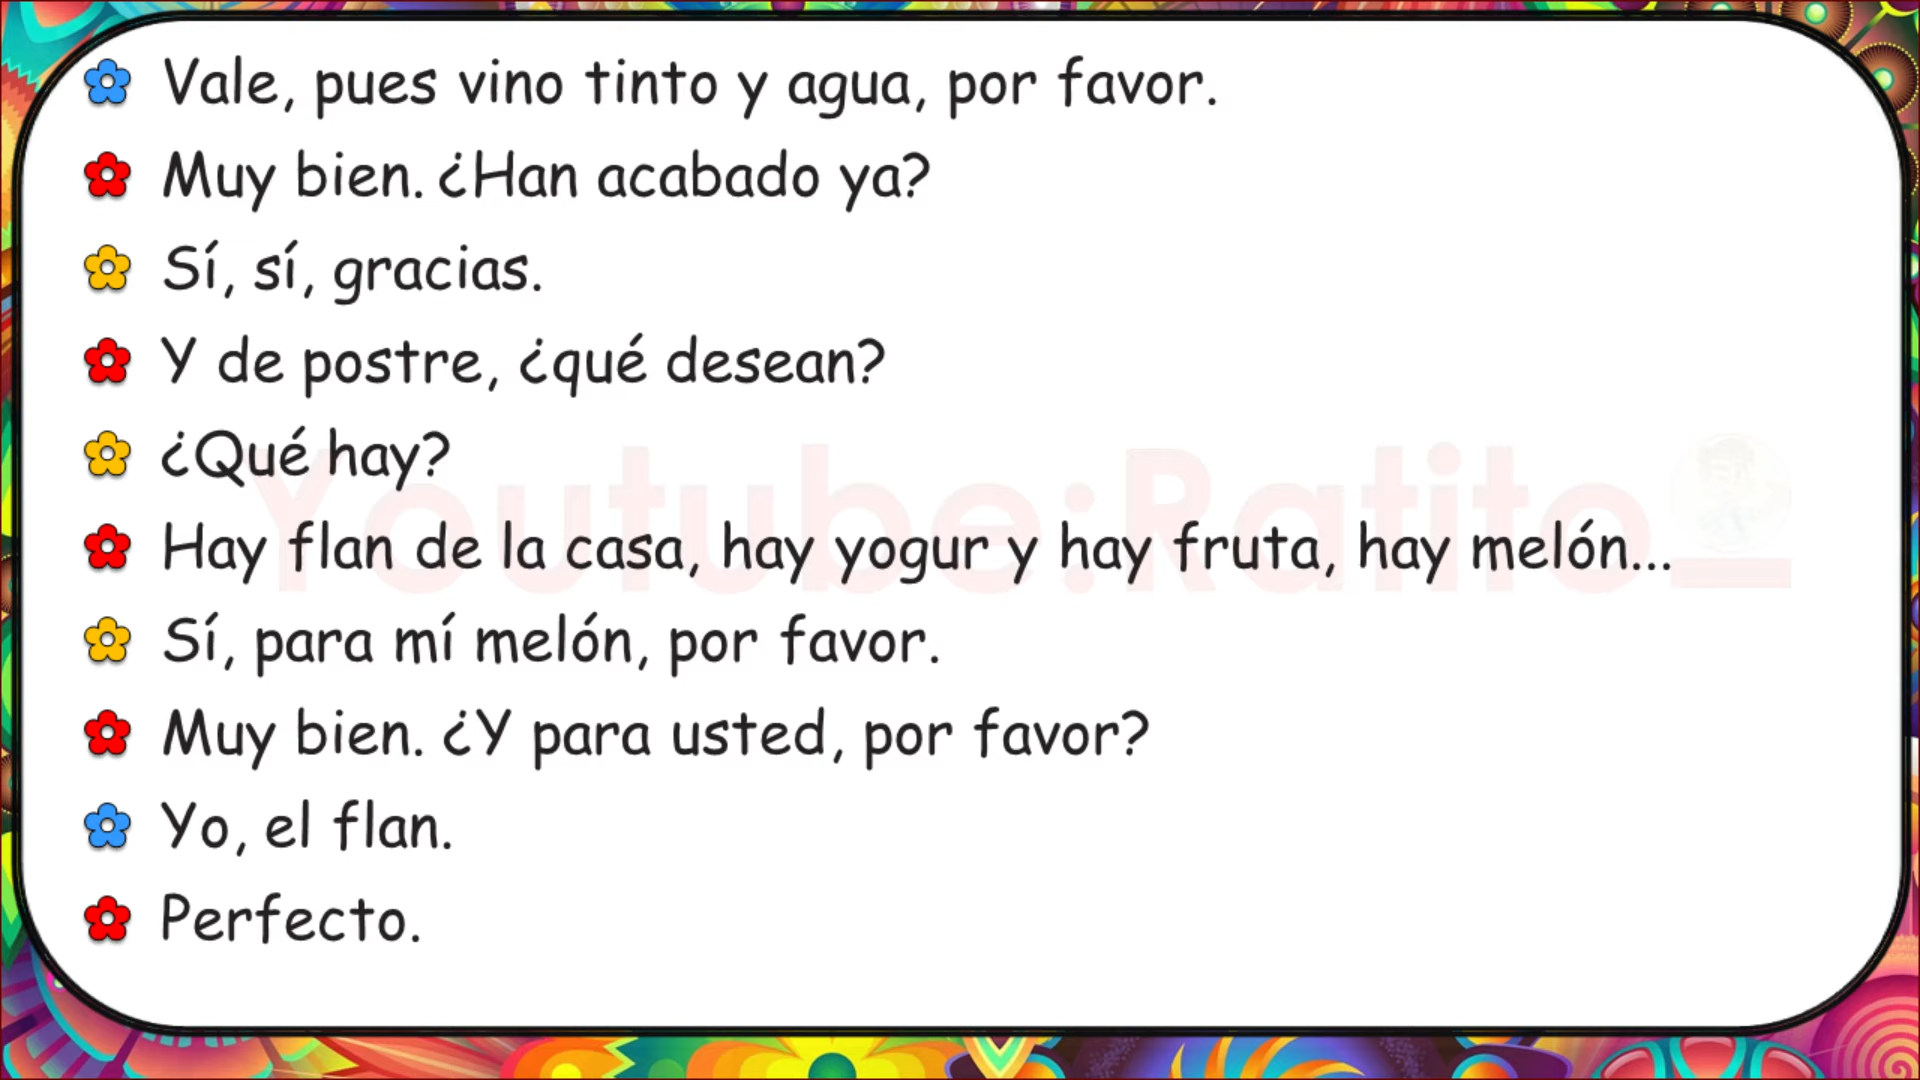 Vale, pues vino tinto y agua, por favor.
Muy bien. ¿Han acabado ya?
Sí, sí, gracias.
Y de postre, ¿qué desean?
¿Qué hay?
Youtube:Ratito_
Hay flan de la casa, hay yogur y hay fruta, hay melón...
Sí, para mí melón, por favor.
Muy bien. ¿Y para usted, por favor?
Yo, el flan.
Perfecto.